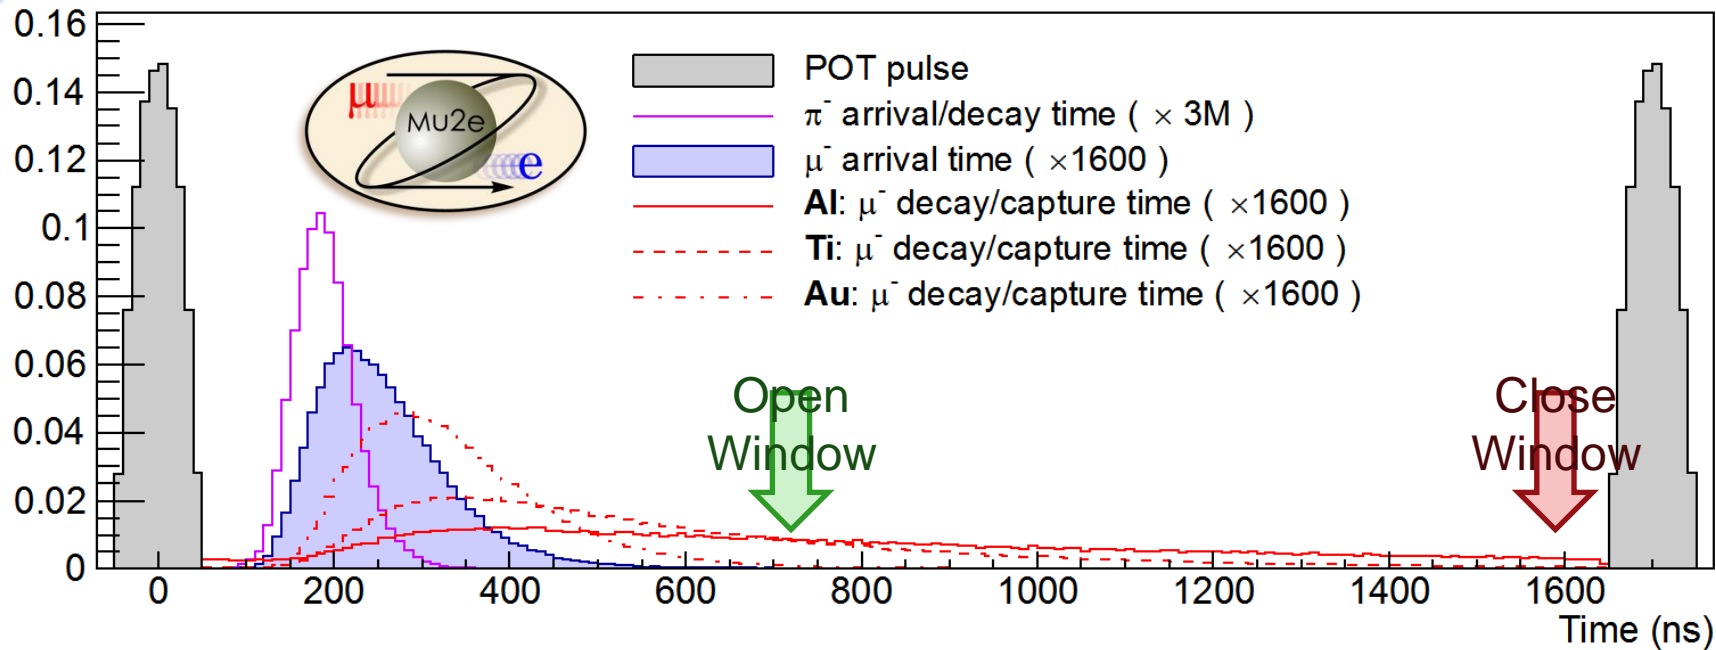 0.16
0.14
0.12
0.1
0.08
0.06
0.04
0.02
0
μ
Mu2e
e
POT pulse
π⁻ arrival/decay time ( × 3M )
μ⁻ arrival time ( ×1600 )
Al: μ⁻ decay/capture time ( ×1600 )
Ti: μ⁻ decay/capture time ( ×1600 )
Au: μ⁻ decay/capture time ( ×1600 )
Open
Window
Close
Window
0 200 400 600 800 1000 1200 1400 1600
Time (ns)